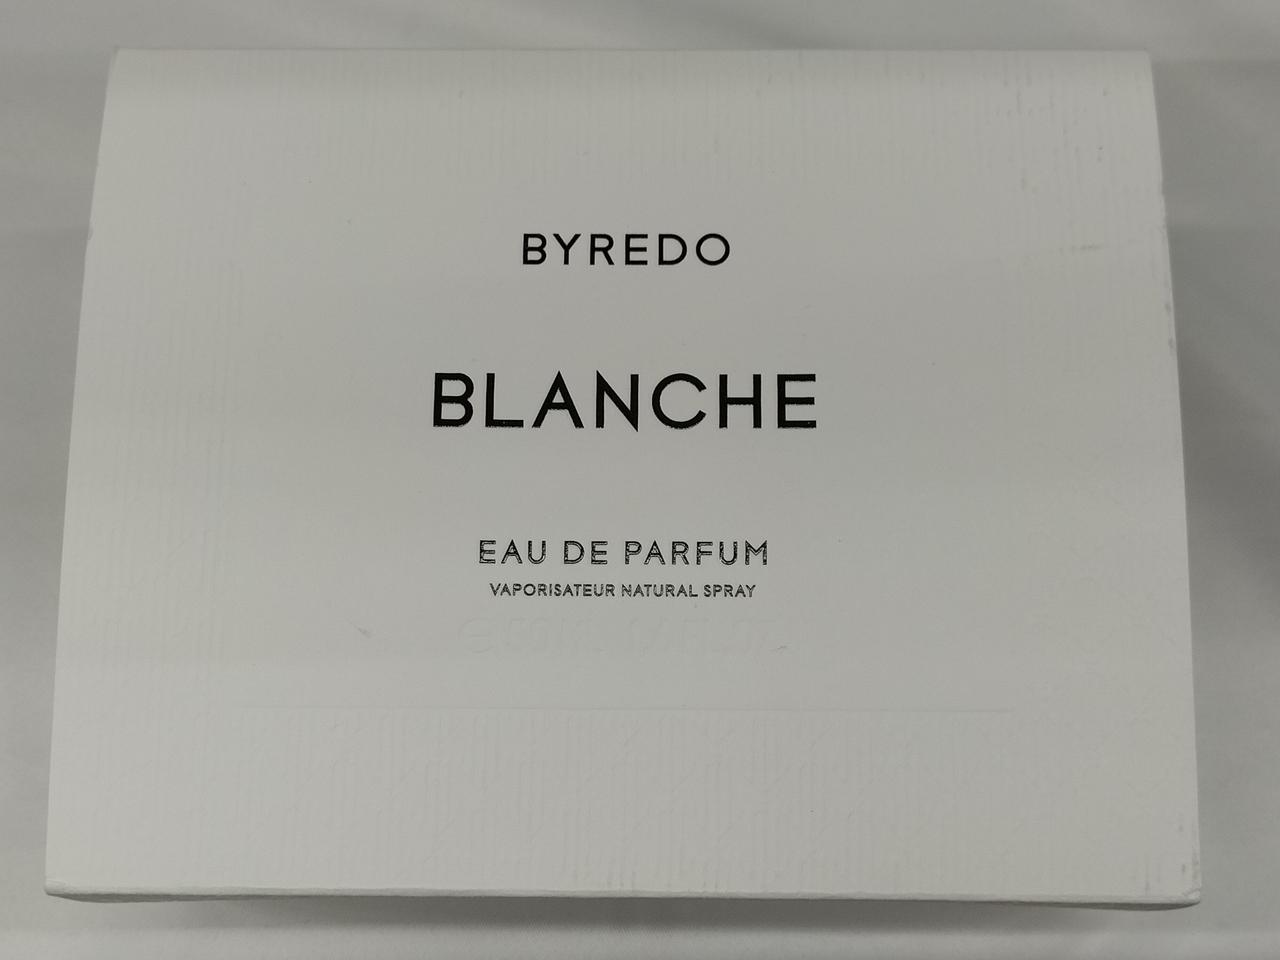 BYREDO
BLANCHE
EAU DE PARFUM
VAPORISATEUR NATURAL SPRAY